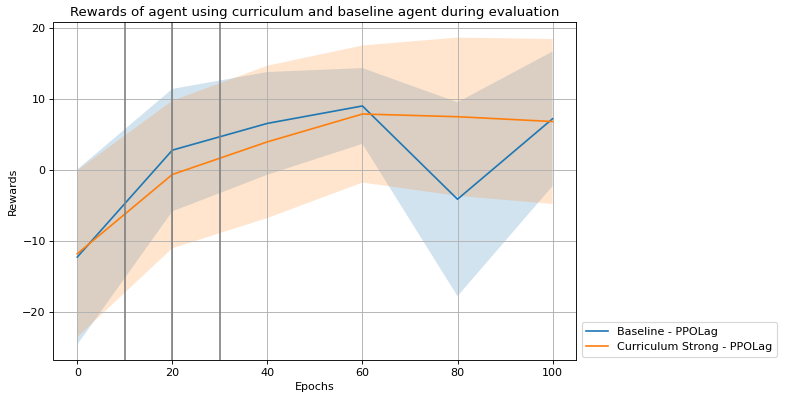 Rewards of agent using curriculum and baseline agent during evaluation
20
10
0
−10
−20
Rewards
0 20 40 60 80 100
Epochs
Baseline - PPOLag
Curriculum Strong - PPOLag